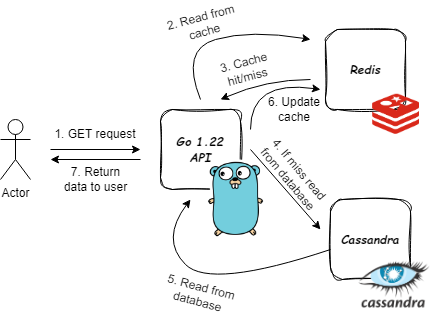 2. Read from
cache
3. Cache
hit/miss
Redis
6. Update
cache
1. GET request
Go 1.22
API
7. Return
data to user
Actor
4. If miss read
from database
Cassandra
5. Read from
database
cassandra